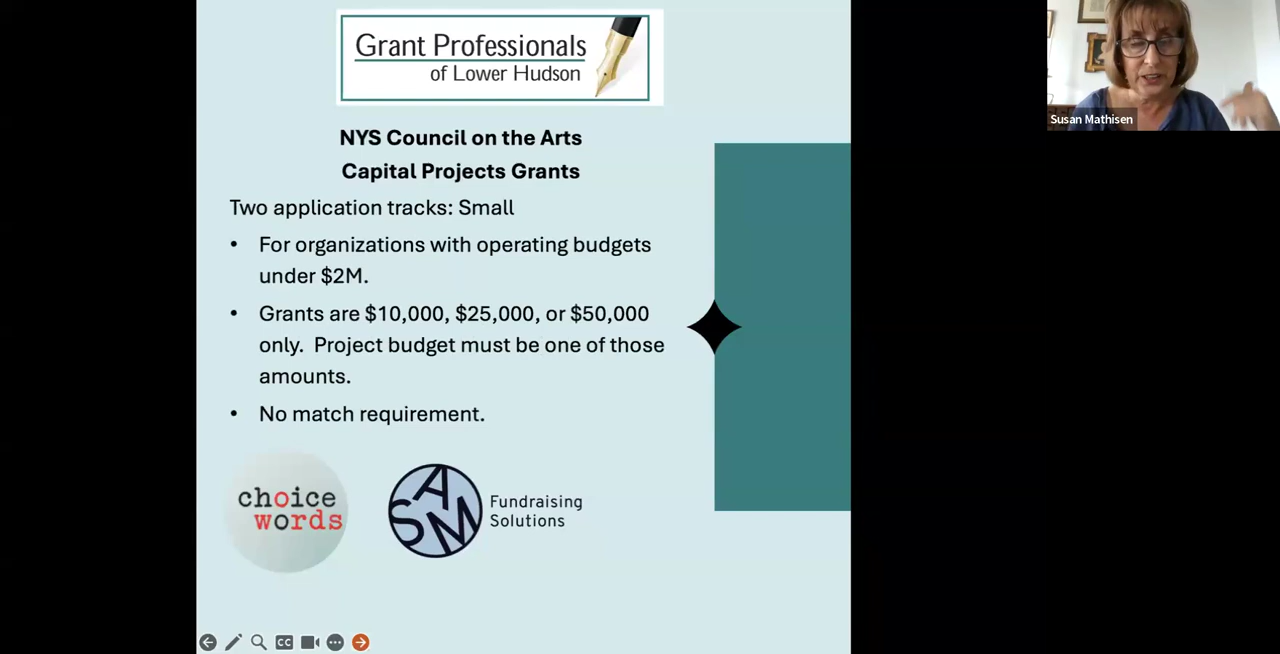 Grant Professionals
of Lower Hudson
NYS Council on the Arts
Capital Projects Grants
Two application tracks: Small
• For organizations with operating budgets
under $2M.
• Grants are $10,000, $25,000, or $50,000
only.  Project budget must be one of those
amounts.
• No match requirement.
choice
words
SAM
Fundraising
Solutions
CC
Susan Mathisen